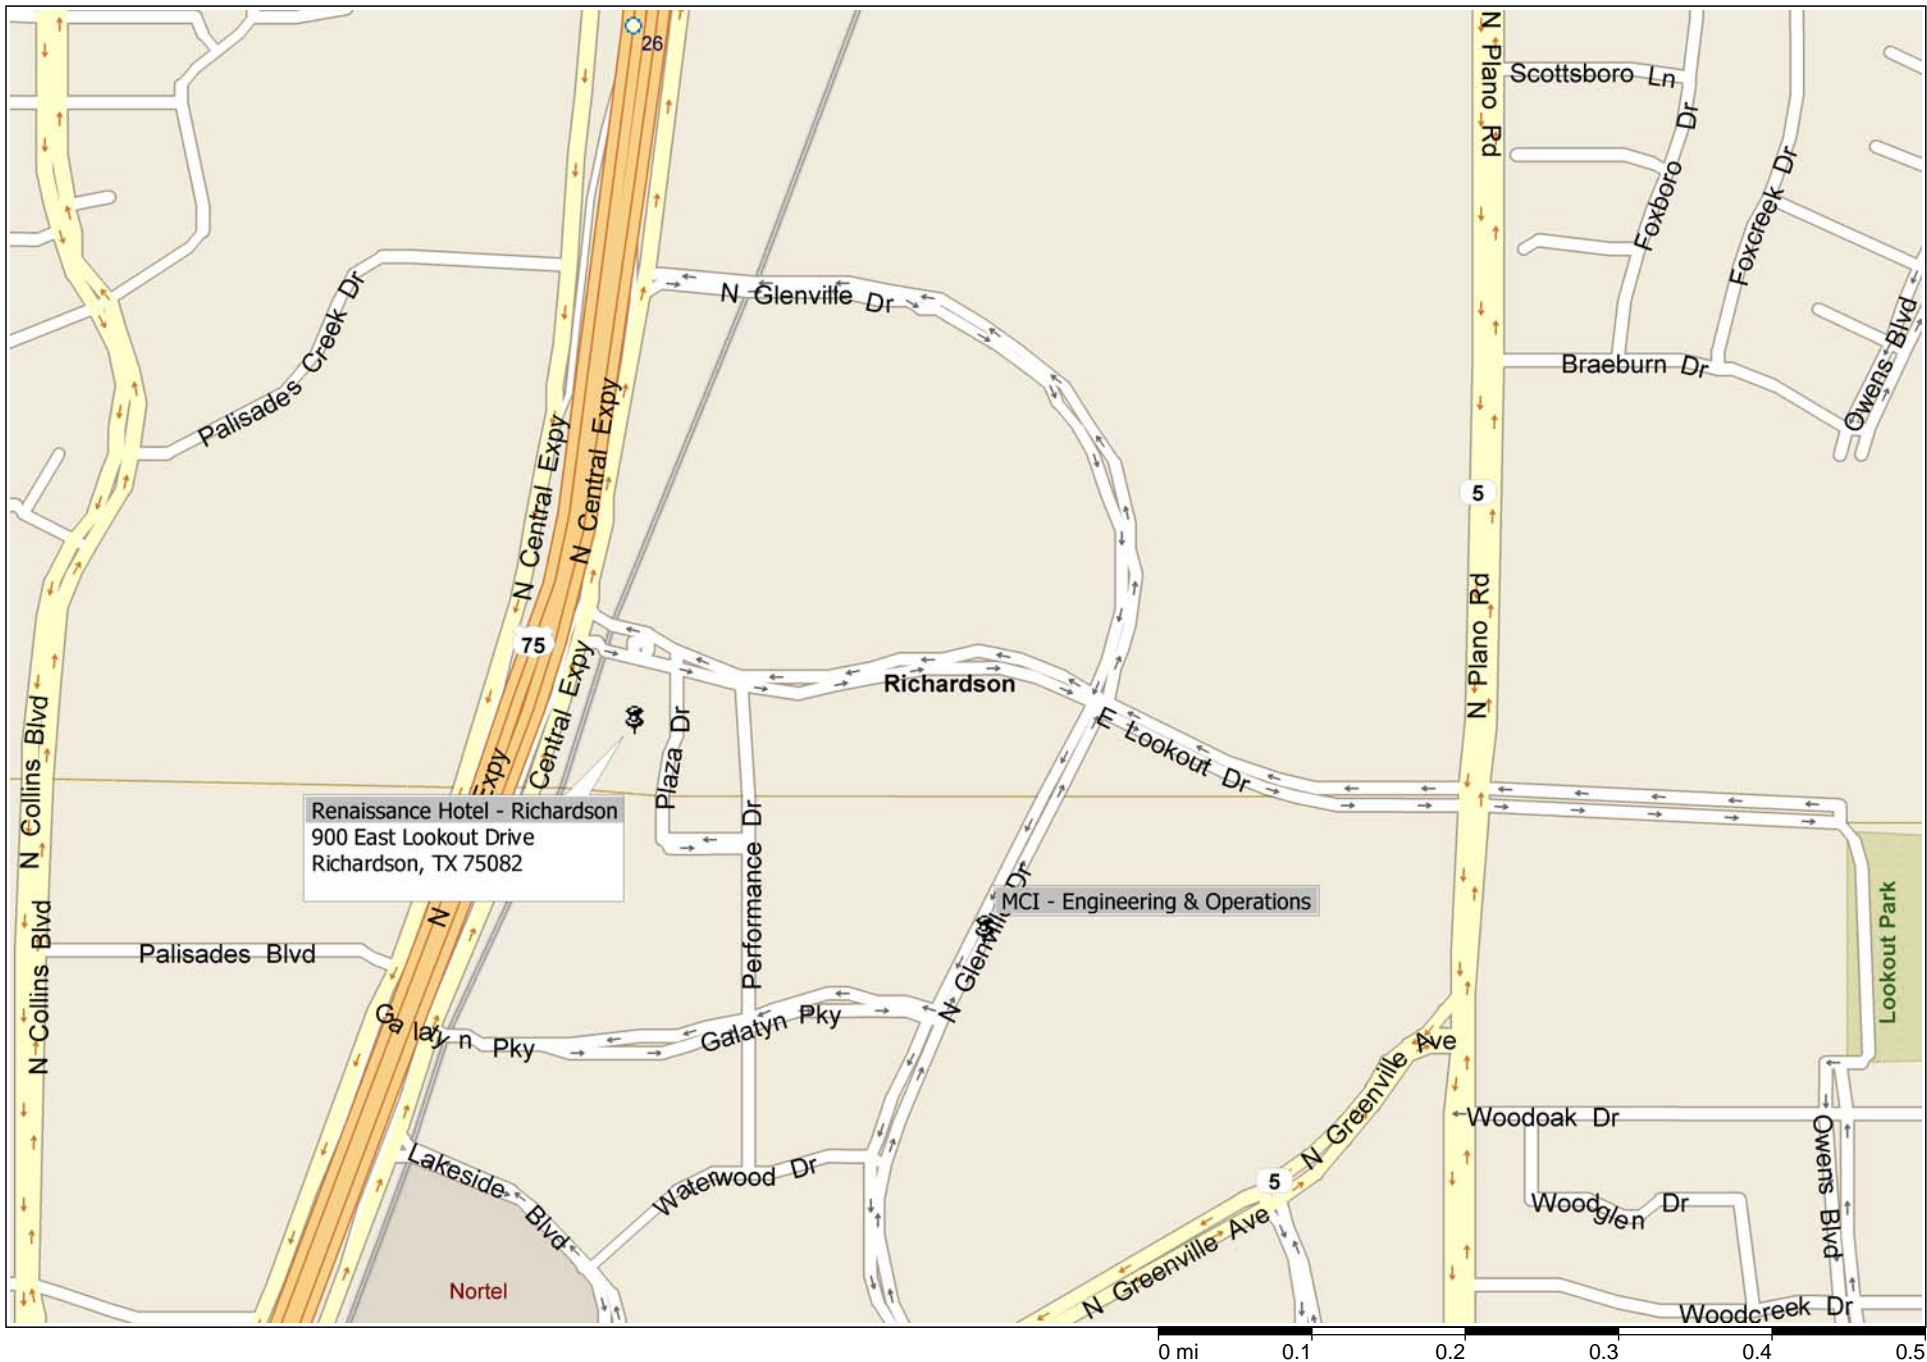 26
N Plano Rd
Scottsboro Ln
Foxboro Dr
Foxcreek Dr
Palisades Creek Dr
N Glenville Dr
Owens Blvd
Braeburn Dr
N Central Expy
N Central Expy
5
75
N Plano Rd
Central Expy
Richardson
E Lookout Dr
Plaza Dr
N Collins Blvd
Expy
N
Renaissance Hotel - Richardson
900 East Lookout Drive
Richardson, TX 75082
Performance Dr
N Glenville Dr
MCI - Engineering & Operations
Lookout Park
N Collins Blvd
Palisades Blvd
Galatyn Pky
Galatyn Pky
N Greenville Ave
Woodoak Dr
Owens Blvd
Lakeside Blvd
Waterwood Dr
5
Woodglen Dr
N Greenville Ave
Nortel
Woodcreek Dr
0 mi 0.1 0.2 0.3 0.4 0.5